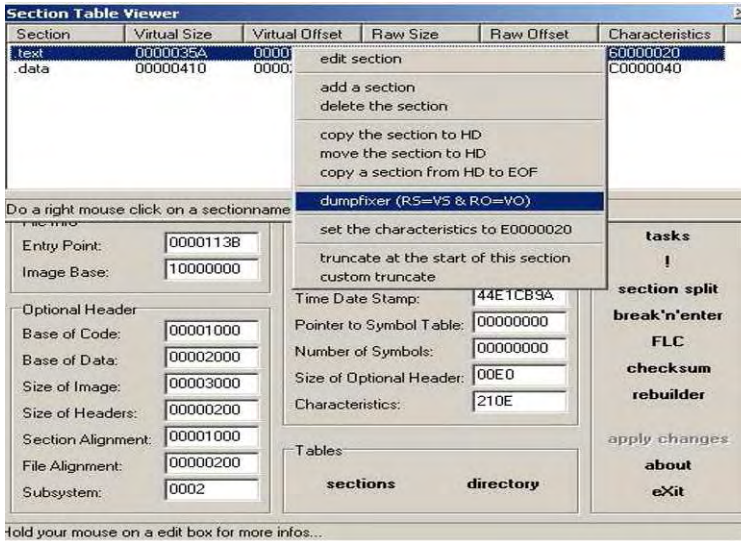 Section Table Viewer
Section Virtual Size Virtual Offset Raw Size Raw Offset Characteristics
.text 0000035A 60000020
.data 00000410 C0000040
edit section
add a section
delete the section
copy the section to HD
move the section to HD
copy a section from HD to EOF
dumpfixer (RS=VS & RO=VO)
set the characteristics to E0000020
truncate at the start of this section
custom truncate
Do a right mouse click on a sectionname
Entry Point: 0000113B
Image Base: 10000000
Optional Header
Base of Code: 00001000
Base of Data: 00002000
Size of Image: 00003000
Size of Headers: 00000200
Section Alignment: 00001000
File Alignment: 00000200
Subsystem: 0002
Time Date Stamp: 44E1CB9A
Pointer to Symbol Table: 00000000
Number of Symbols: 00000000
Size of Optional Header: 00E0
Characteristics: 210E
Tables
sections directory
tasks
!
section split
break'n'enter
FLC
checksum
rebuilder
apply changes
about
eXit
Hold your mouse on a edit box for more infos...